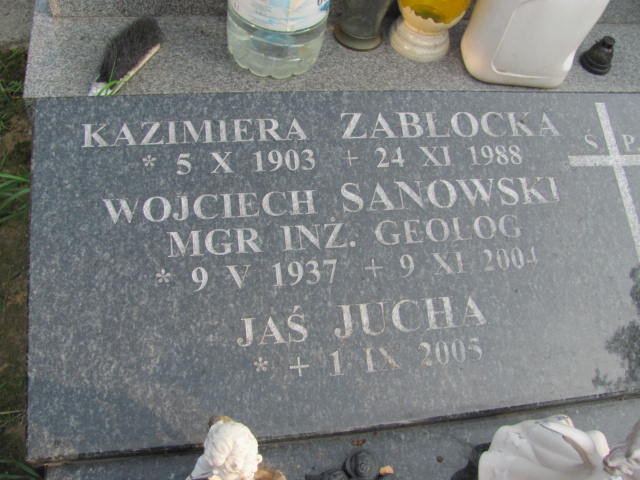 KAZIMIERA ZABŁOCKA
* 5 X 1903 + 24 XI 1988
WOJCIECH SANOWSKI
MGR INŻ. GEOLOG
* 9 V 1937 + 9 XI 2004
JAŚ JUCHA
* + 1 IX 2005
Ś P